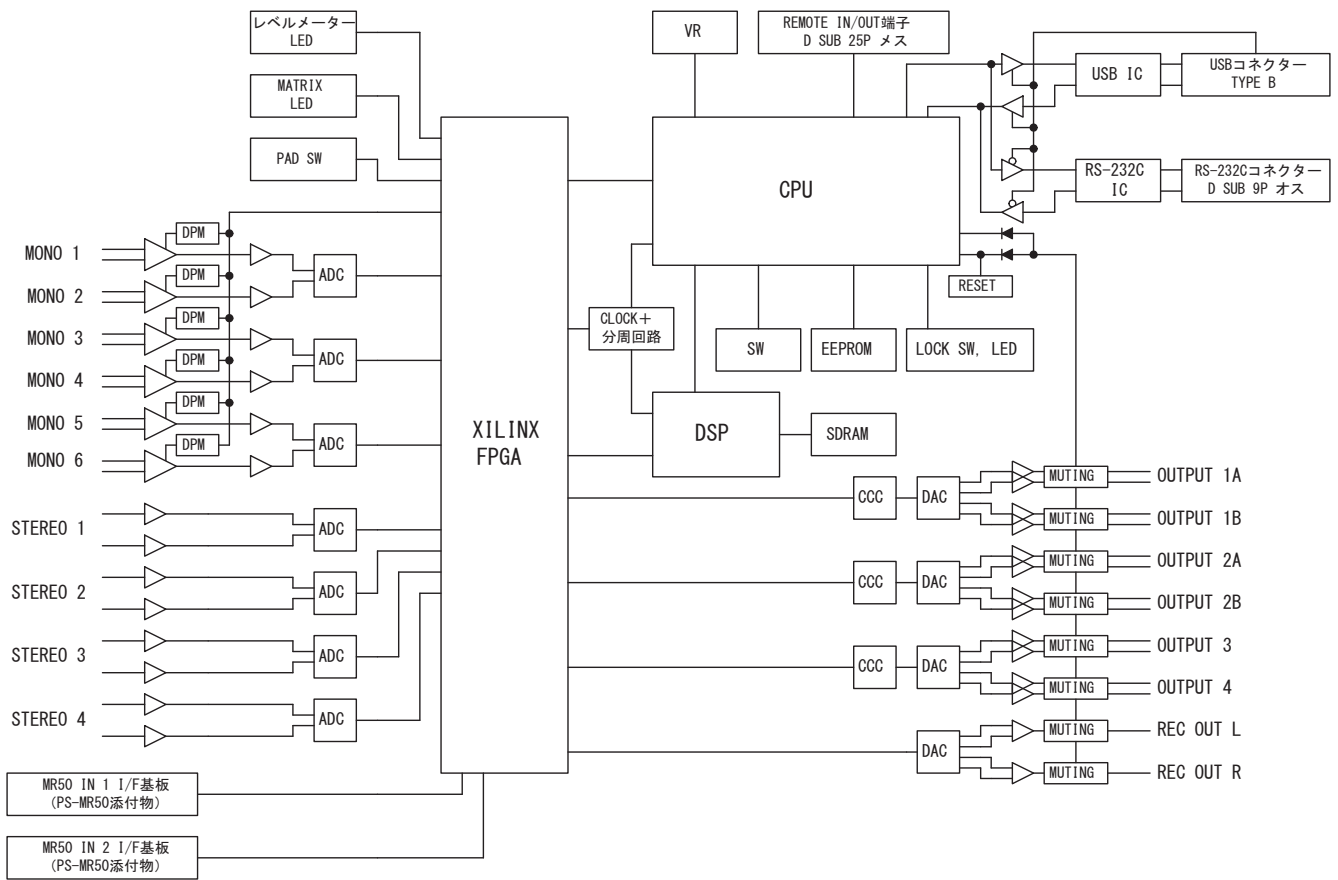 レベルメーター
LED
MATRIX
LED
PAD SW
VR
REMOTE IN/OUT端子
D SUB 25P メス
USB IC
USBコネクター
TYPE B
RS-232C
IC
RS-232Cコネクター
D SUB 9P オス
CPU
RESET
CLOCK＋
分周回路
SW
EEPROM
LOCK SW, LED
DSP
SDRAM
XILINX
FPGA
MONO 1
DPM
MONO 2
DPM
ADC
MONO 3
DPM
MONO 4
DPM
ADC
MONO 5
DPM
MONO 6
DPM
ADC
STEREO 1
ADC
STEREO 2
ADC
STEREO 3
ADC
STEREO 4
ADC
MR50 IN 1 I/F基板
(PS-MR50添付物)
MR50 IN 2 I/F基板
(PS-MR50添付物)
CCC
DAC
MUTING
OUTPUT 1A
MUTING
OUTPUT 1B
CCC
DAC
MUTING
OUTPUT 2A
MUTING
OUTPUT 2B
CCC
DAC
MUTING
OUTPUT 3
MUTING
OUTPUT 4
DAC
MUTING
REC OUT L
MUTING
REC OUT R